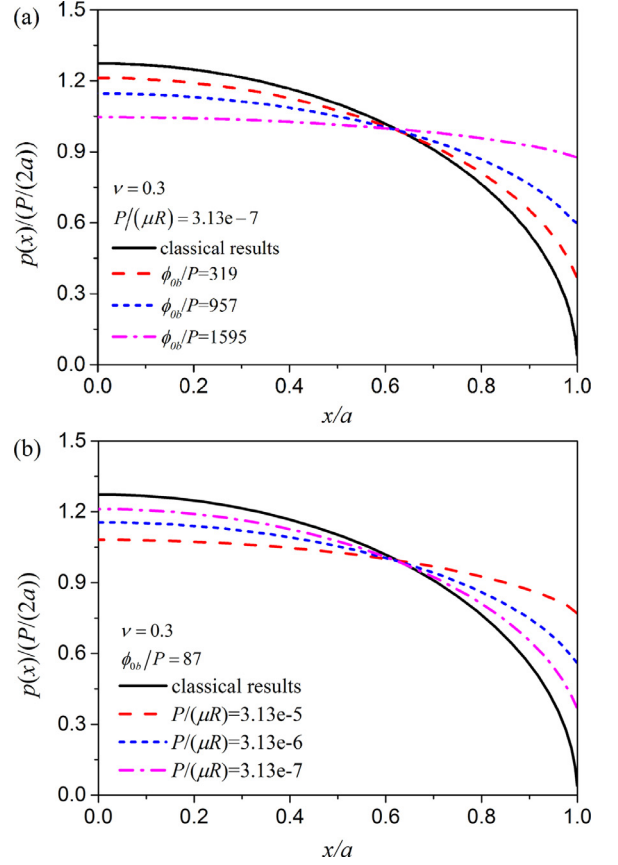 (a)
1.5
1.2
0.9
0.6
0.3
0.0
p(x)/(P/(2a))
ν = 0.3
P/(μR) = 3.13e−7
classical results
ϕ0b/P=319
ϕ0b/P=957
ϕ0b/P=1595
0.0 0.2 0.4 0.6 0.8 1.0
x/a
(b)
1.5
1.2
0.9
0.6
0.3
0.0
p(x)/(P/(2a))
ν = 0.3
ϕ0b/P = 87
classical results
P/(μR)=3.13e-5
P/(μR)=3.13e-6
P/(μR)=3.13e-7
0.0 0.2 0.4 0.6 0.8 1.0
x/a